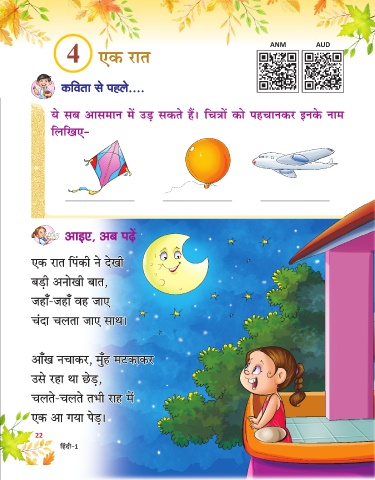 4 एक रात
ANM AUD
कविता से पहले....
ये सब आसमान में उड़ सकते हैं। चित्रों को पहचानकर इनके नाम
लिखिए–
आइए, अब पढ़ें
एक रात पिंकी ने देखी
बड़ी अनोखी बात,
जहाँ-जहाँ वह जाए
चंदा चलता जाए साथ।
आँख नचाकर, मुँह मटकाकर
उसे रहा था छेड़,
चलते-चलते तभी राह में
एक आ गया पेड़।
22
हिंदी-1